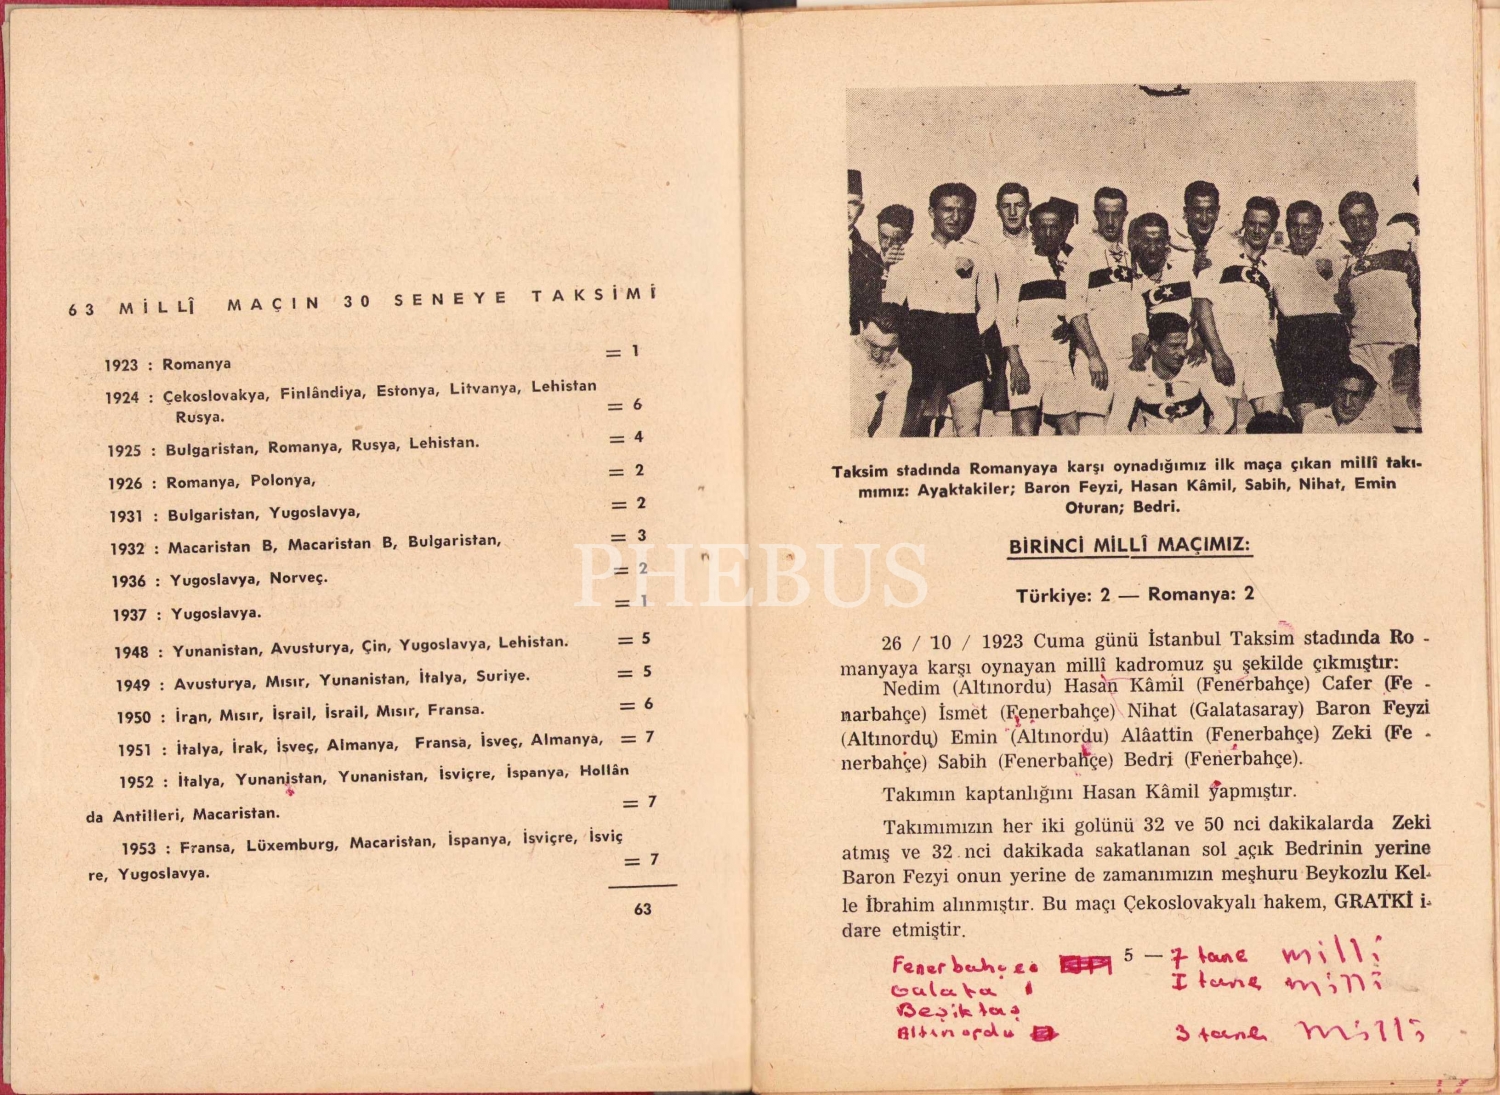 63 MİLLÎ MAÇIN 30 SENEYE TAKSİMİ
1923 : Romanya = 1
1924 : Çekoslovakya, Finlândiya, Estonya, Litvanya, Lehistan
Rusya. = 6
1925 : Bulgaristan, Romanya, Rusya, Lehistan. = 4
1926 : Romanya, Polonya, = 2
1931 : Bulgaristan, Yugoslavya, = 2
1932 : Macaristan B, Macaristan B, Bulgaristan, = 3
1936 : Yugoslavya, Norveç. = 2
1937 : Yugoslavya. = 1
1948 : Yunanistan, Avusturya, Çin, Yugoslavya, Lehistan. = 5
1949 : Avusturya, Mısır, Yunanistan, İtalya, Suriye. = 5
1950 : İran, Mısır, İsrail, İsrail, Mısır, Fransa. = 6
1951 : İtalya, İrak, İsveç, Almanya, Fransa, İsveç, Almanya, = 7
1952 : İtalya, Yunanistan, Yunanistan, İsviçre, İspanya, Hollân
da Antilleri, Macaristan. = 7
1953 : Fransa, Lüxemburg, Macaristan, İspanya, İsviçre, İsviç
re, Yugoslavya. = 7
63
PHEBUS
Taksim stadında Romanyaya karşı oynadığımız ilk maça çıkan millî takı-
mımız: Ayaktakiler; Baron Feyzi, Hasan Kâmil, Sabih, Nihat, Emin
Oturan; Bedri.
BİRİNCİ MİLLÎ MAÇIMIZ:
Türkiye: 2 — Romanya: 2
26 / 10 / 1923 Cuma günü İstanbul Taksim stadında Ro -
manyaya karşı oynayan millî kadromuz şu şekilde çıkmıştır:
Nedim (Altınordu) Hasan Kâmil (Fenerbahçe) Cafer (Fe -
narbahçe) İsmet (Fenerbahçe) Nihat (Galatasaray) Baron Feyzi
(Altınordu) Emin (Altınordu) Alâattin (Fenerbahçe) Zeki (Fe -
nerbahçe) Sabih (Fenerbahçe) Bedri (Fenerbahçe).
Takımın kaptanlığını Hasan Kâmil yapmıştır.
Takımımızın her iki golünü 32 ve 50 nci dakikalarda Zeki
atmış ve 32 nci dakikada sakatlanan sol açık Bedrinin yerine
Baron Fezyi onun yerine de zamanımızın meşhuru Beykozlu Kel-
le İbrahim alınmıştır. Bu maçı Çekoslovakyalı hakem, GRATKİ i-
dare etmiştir.
5 —
Fenerbahçe 7 tane milli
Galata I tane milli
Beşiktaş
Altınordu 3 tane milli